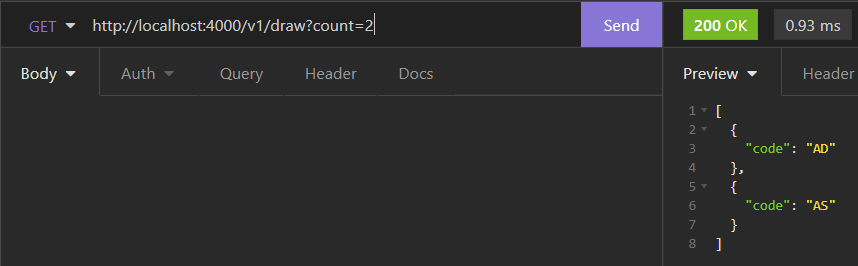 GET http://localhost:4000/v1/draw?count=2 Send 200 OK 0.93 ms
Body Auth Query Header Docs Preview Header
1 [
2 {
3 "code": "AD"
4 },
5 {
6 "code": "AS"
7 }
8 ]